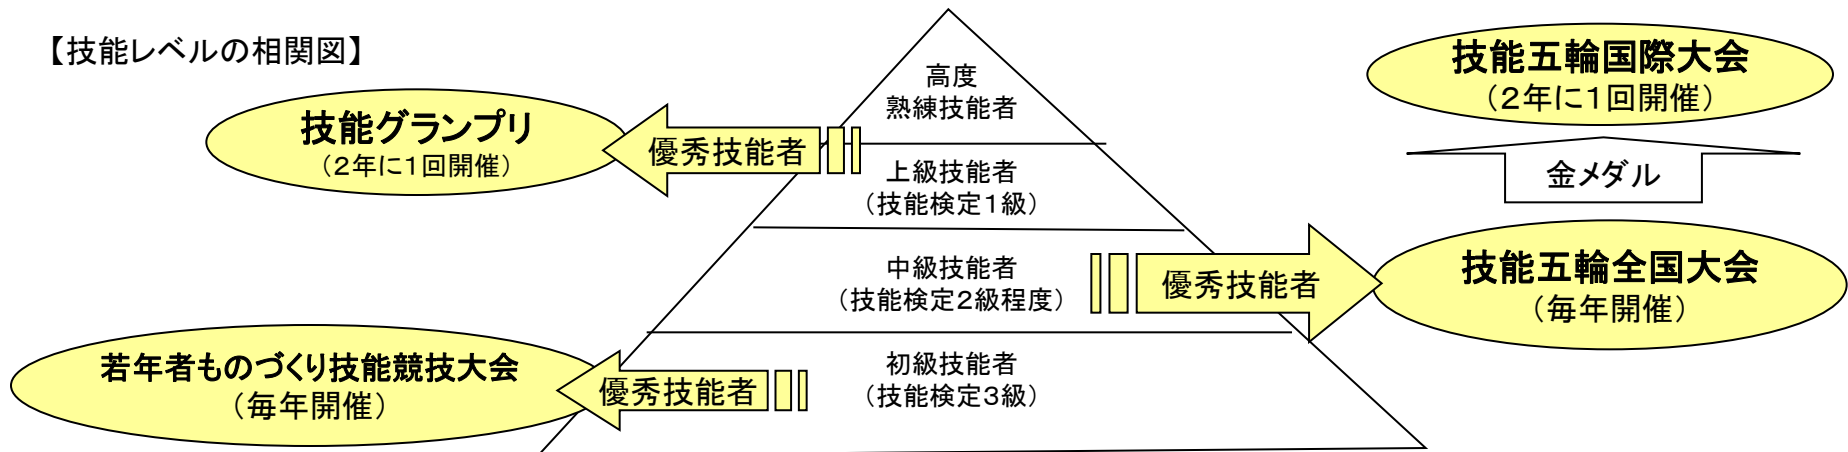 【技能レベルの相関図】
高度
熟練技能者
技能五輪国際大会
（２年に１回開催）
技能グランプリ
（２年に１回開催）
優秀技能者
上級技能者
（技能検定１級）
金メダル
中級技能者
（技能検定２級程度）
優秀技能者
技能五輪全国大会
（毎年開催）
若年者ものづくり技能競技大会
（毎年開催）
優秀技能者
初級技能者
（技能検定３級）